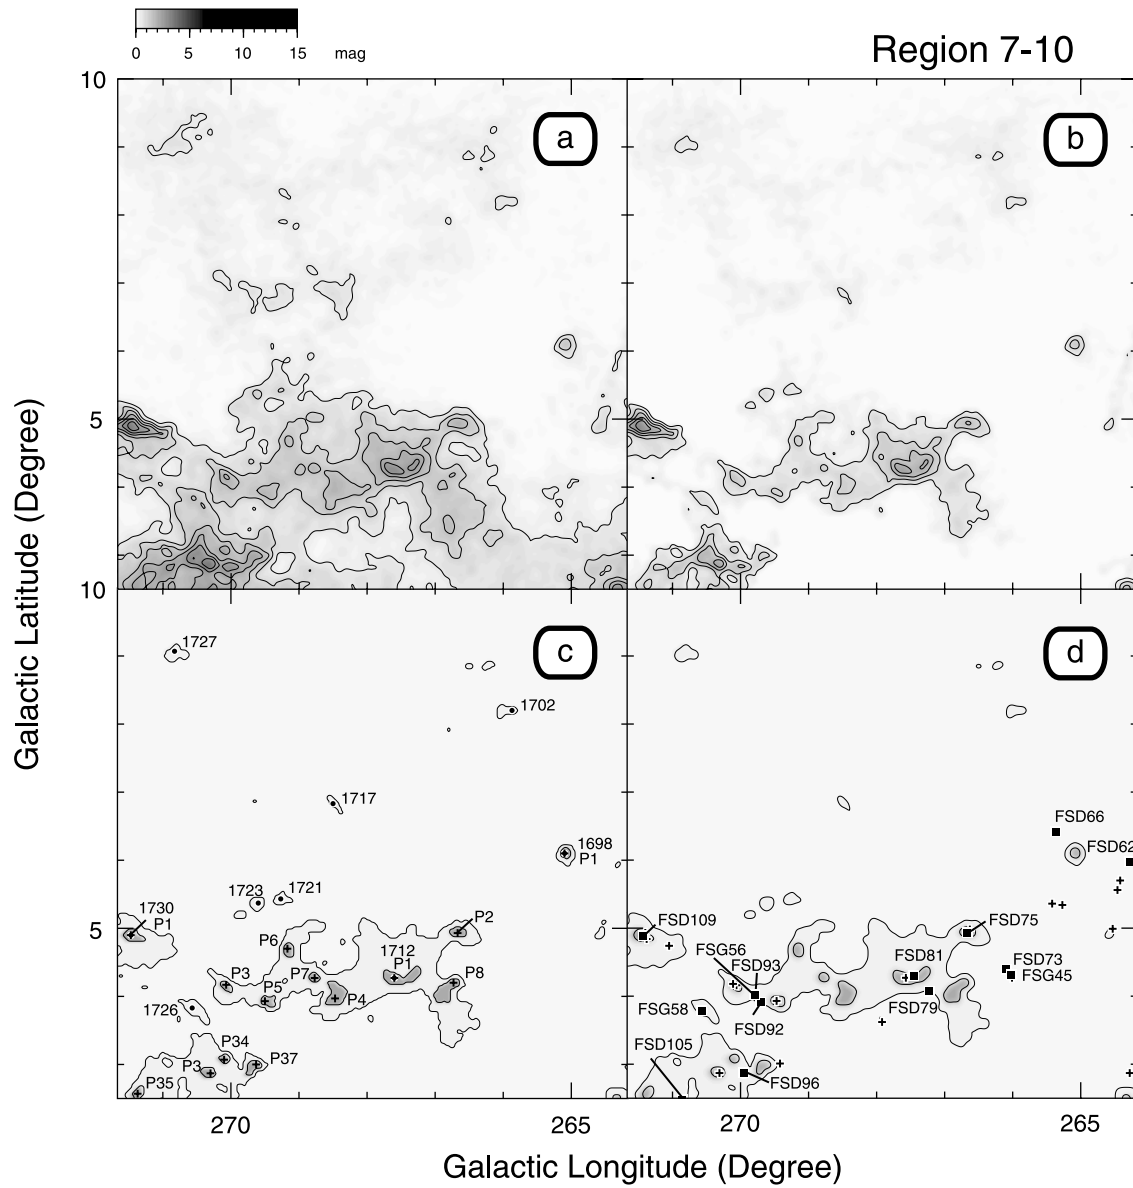 0 5 10 15 mag
Region 7-10
10
a
b
5
Galactic Latitude (Degree)
10
c
d
1727
1702
1717
1698
P1
1723
1721
1730
P1
P2
P6
1712
P1
P3
P7
P8
P5
P4
1726
P34
P3
P37
P35
5
FSD66
FSD62
FSD109
FSD75
FSG56
FSD93
FSD81
FSD73
FSG45
FSG58
FSD79
FSD92
FSD105
FSD96
270 265 270 265
Galactic Longitude (Degree)